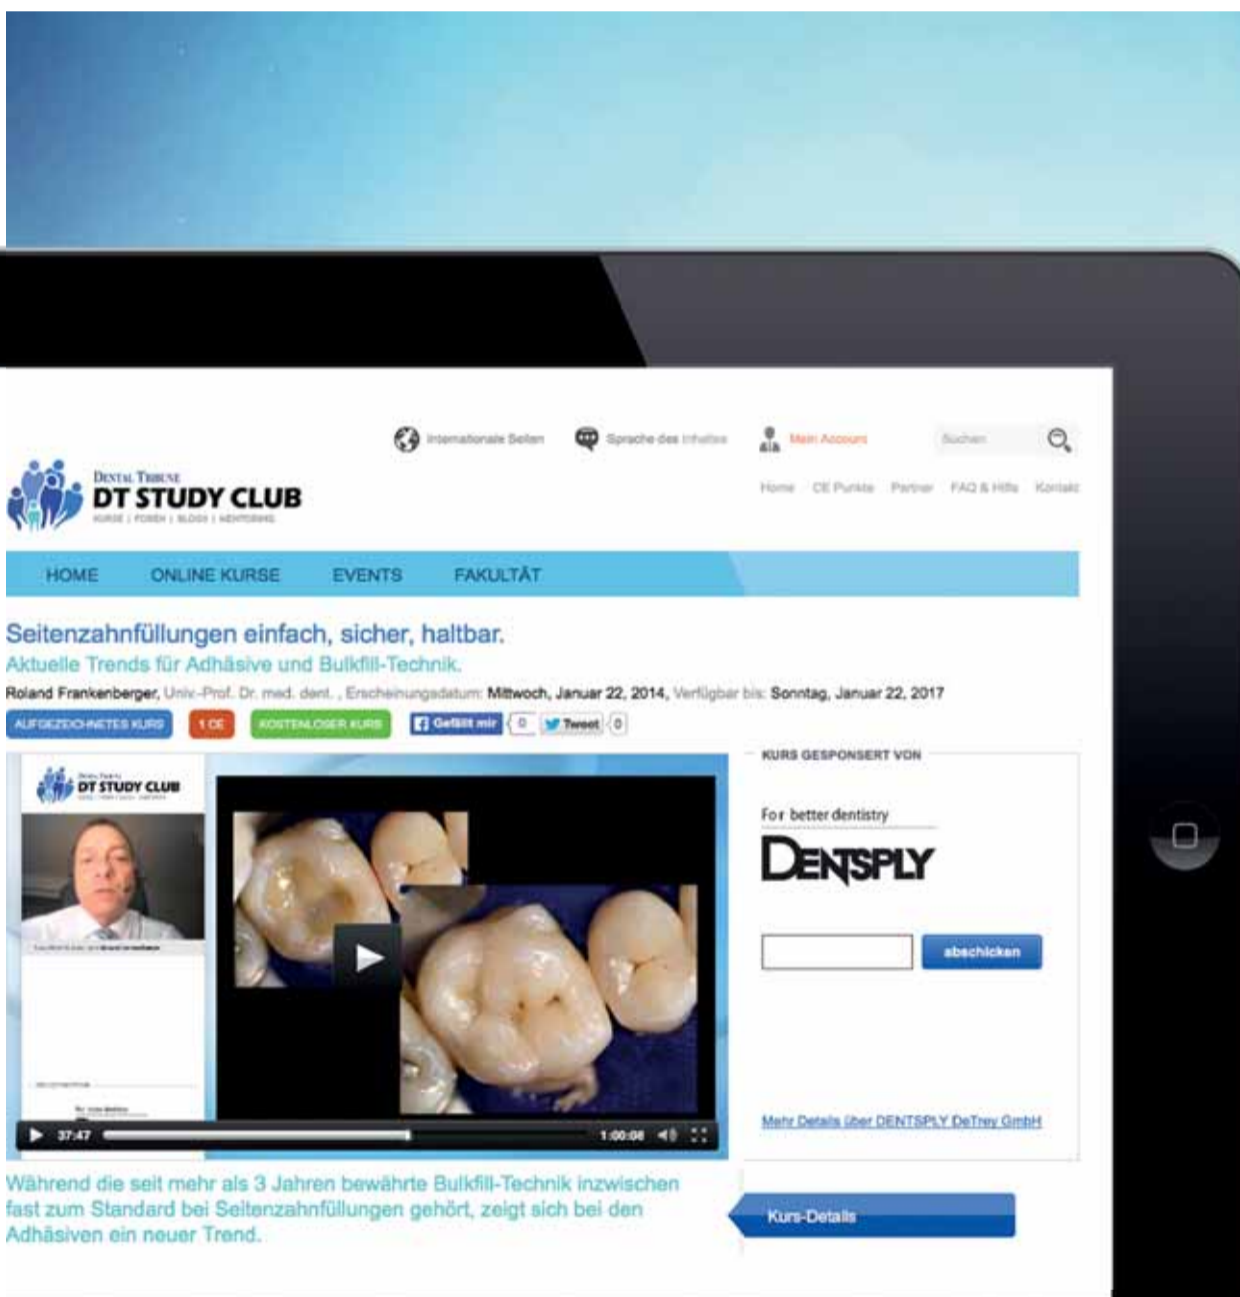 Internationale Seiten
Sprache des Inhaltes
Mein Account
Suchen
DENTAL TRIBUNE
DT STUDY CLUB
KURSE | FOREN | BLOGS | MENTORING
Home CE Punkte Partner FAQ & Hilfe Kontakt
HOME ONLINE KURSE EVENTS FAKULTÄT
Seitenzahnfüllungen einfach, sicher, haltbar.
Aktuelle Trends für Adhäsive und Bulkfill-Technik.
Roland Frankenberger, Univ.-Prof. Dr. med. dent. , Erscheinungsdatum: Mittwoch, Januar 22, 2014, Verfügbar bis: Sonntag, Januar 22, 2017
AUFGEZEICHNETES KURS 1 CE KOSTENLOSER KURS Gefällt mir 0 Tweet 0
DT STUDY CLUB
37:47 1:00:06
KURS GESPONSERT VON
For better dentistry
DENTSPLY
abschicken
Mehr Details über DENTSPLY DeTrey GmbH
Während die seit mehr als 3 Jahren bewährte Bulkfill-Technik inzwischen
fast zum Standard bei Seitenzahnfüllungen gehört, zeigt sich bei den
Adhäsiven ein neuer Trend.
Kurs-Details